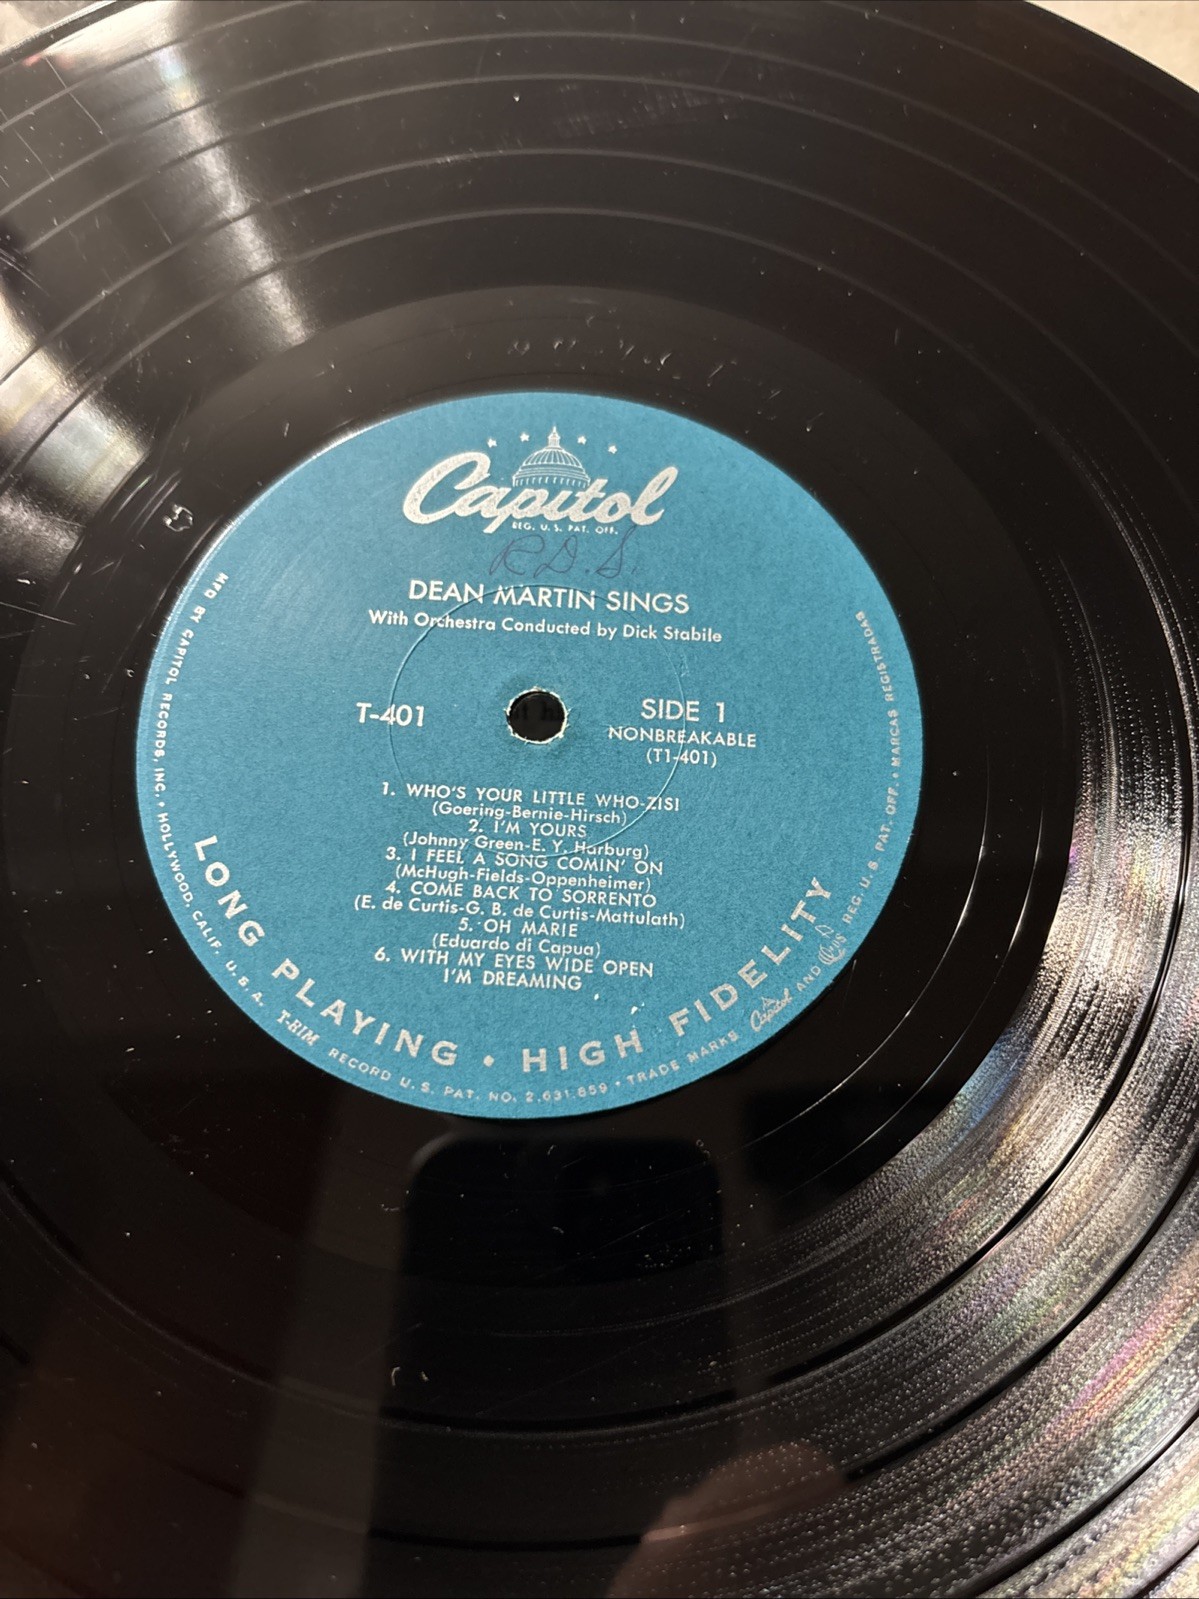 Capitol
REG. U. S. PAT. OFF.
R.D.S.
DEAN MARTIN SINGS
With Orchestra Conducted by Dick Stabile
T-401
SIDE 1
NONBREAKABLE
(T1-401)
1. WHO'S YOUR LITTLE WHO-ZISI
(Goering-Bernie-Hirsch)
2. I'M YOURS
(Johnny Green-E. Y. Harburg)
3. I FEEL A SONG COMIN' ON
(McHugh-Fields-Oppenheimer)
4. COME BACK TO SORRENTO
(E. de Curtis-G. B. de Curtis-Mattulath)
5. OH MARIE
(Eduardo di Capua)
6. WITH MY EYES WIDE OPEN
I'M DREAMING
LONG PLAYING • HIGH FIDELITY
MFG BY CAPITOL RECORDS, INC. • HOLLYWOOD, CALIF. U. S. A. T-RIM RECORD U. S. PAT. NO. 2,631,859 • TRADE MARKS Capitol AND REG. U. S. PAT. OFF. • MARCAS REGISTRADAS